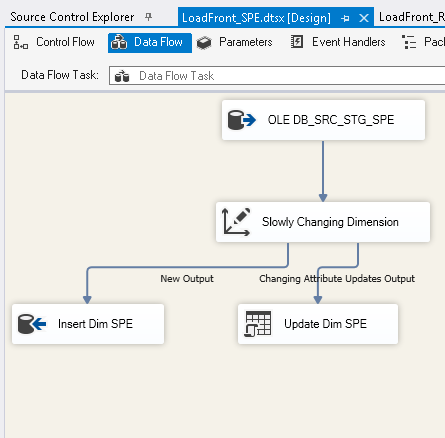 Source Control Explorer
LoadFront_SPE.dtsx [Design]
LoadFront_R
Control Flow
Data Flow
Parameters
Event Handlers
Pac
Data Flow Task:
Data Flow Task
OLE DB_SRC_STG_SPE
Slowly Changing Dimension
New Output
Changing Attribute Updates Output
Insert Dim SPE
Update Dim SPE